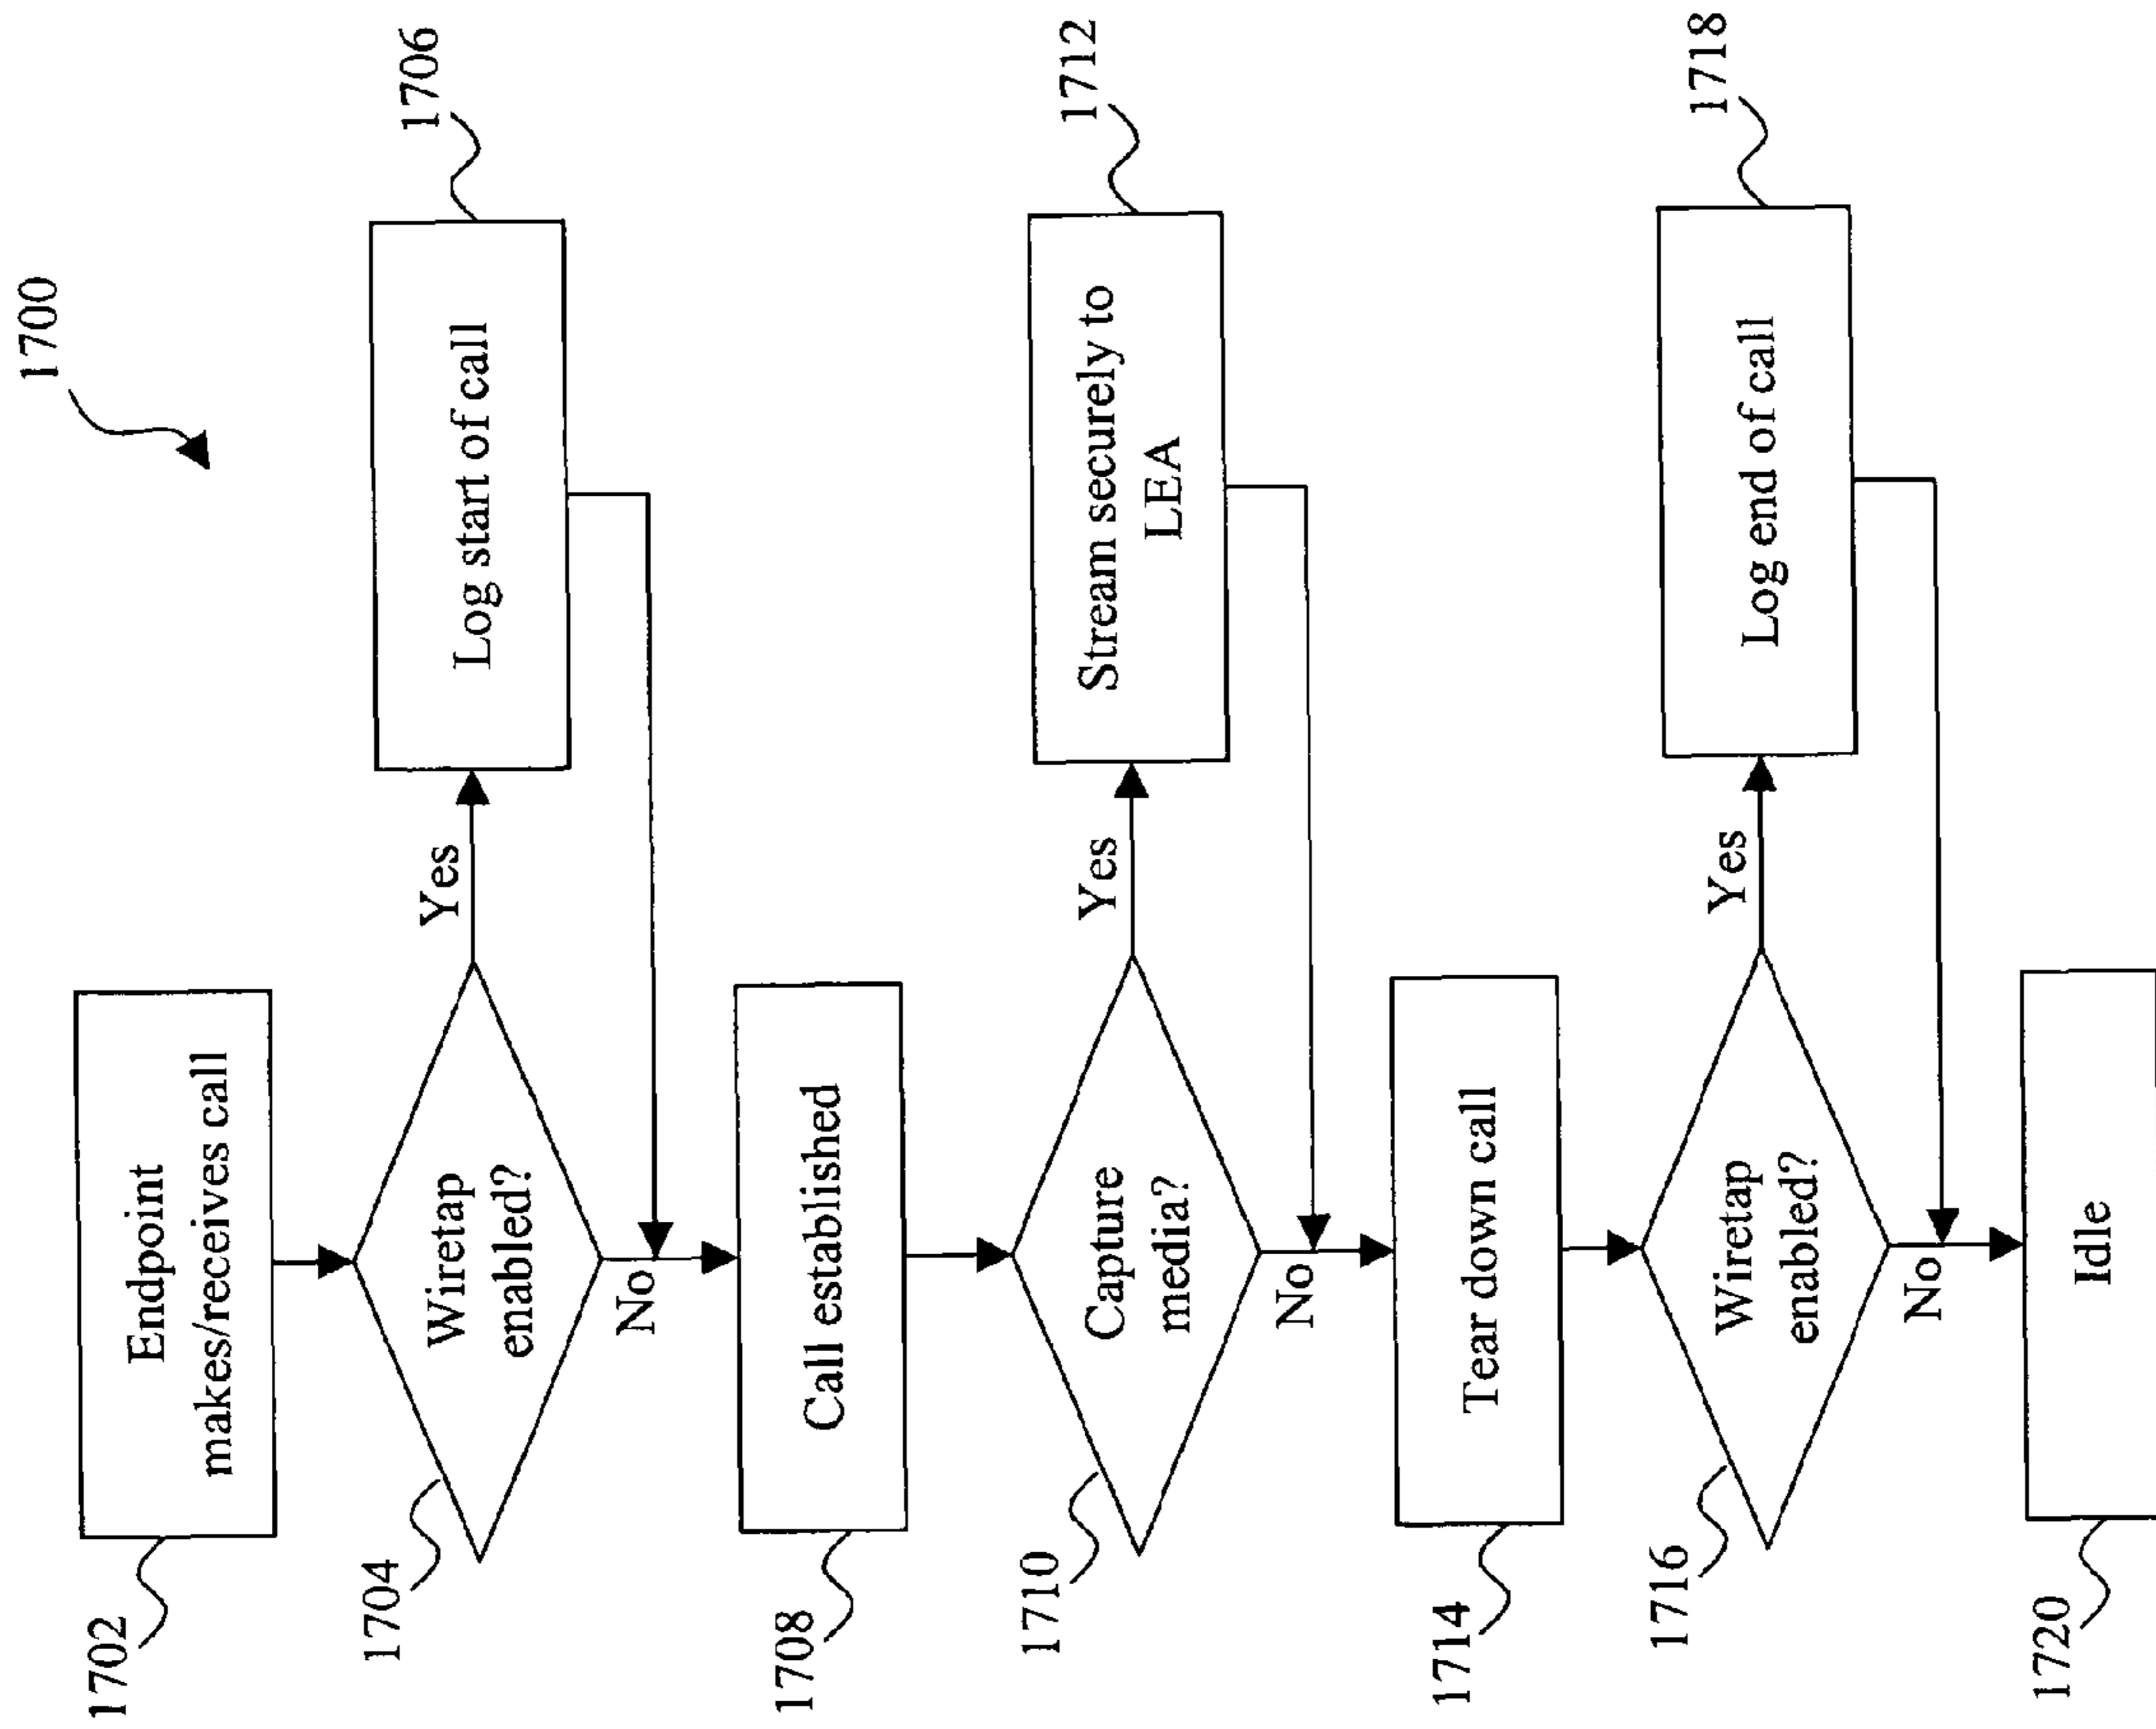 1700
1702
Endpoint
makes/receives call
1704
Wiretap
enabled?
Yes
Log start of call
1706
No
1708
Call established
1710
Capture
media?
Yes
Stream securely to
LEA
1712
No
1714
Tear down call
1716
Wiretap
enabled?
Yes
Log end of call
1718
No
1720
Idle